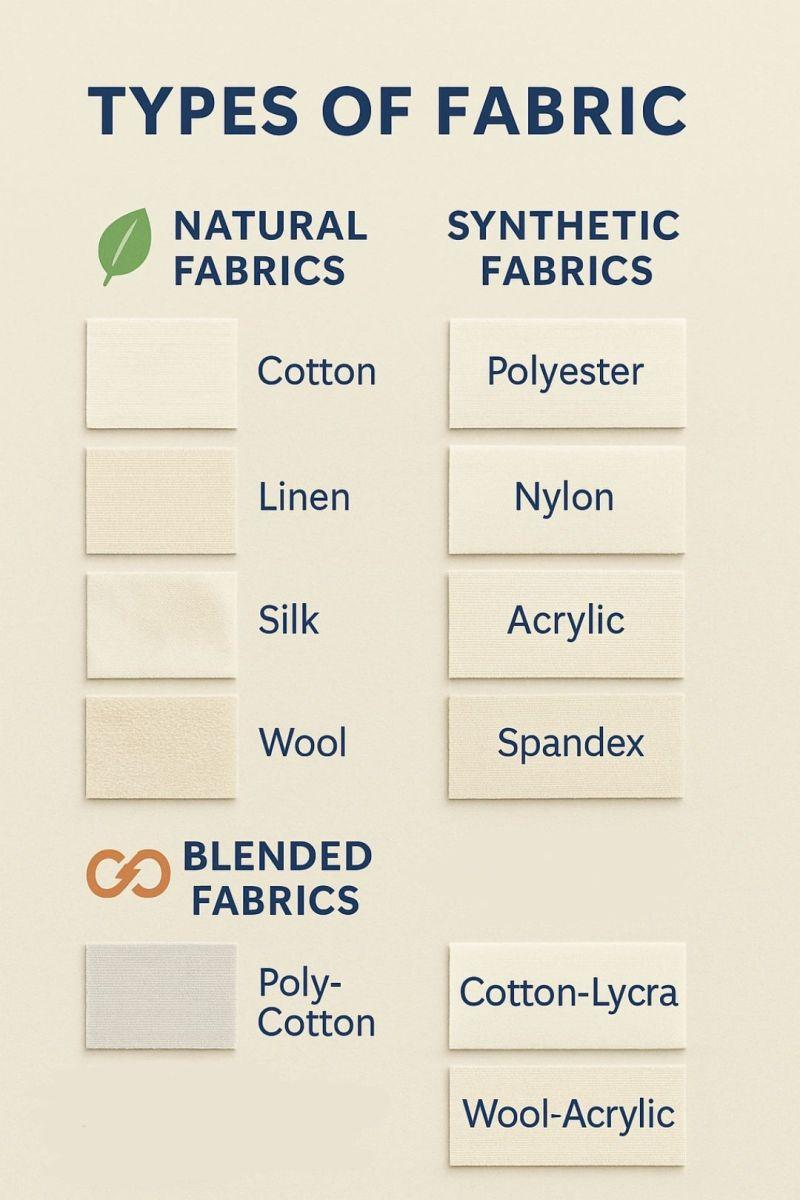 TYPES OF FABRIC
NATURAL
FABRICS
Cotton
Linen
Silk
Wool
SYNTHETIC
FABRICS
Polyester
Nylon
Acrylic
Spandex
BLENDED
FABRICS
Poly-
Cotton
Cotton-Lycra
Wool-Acrylic